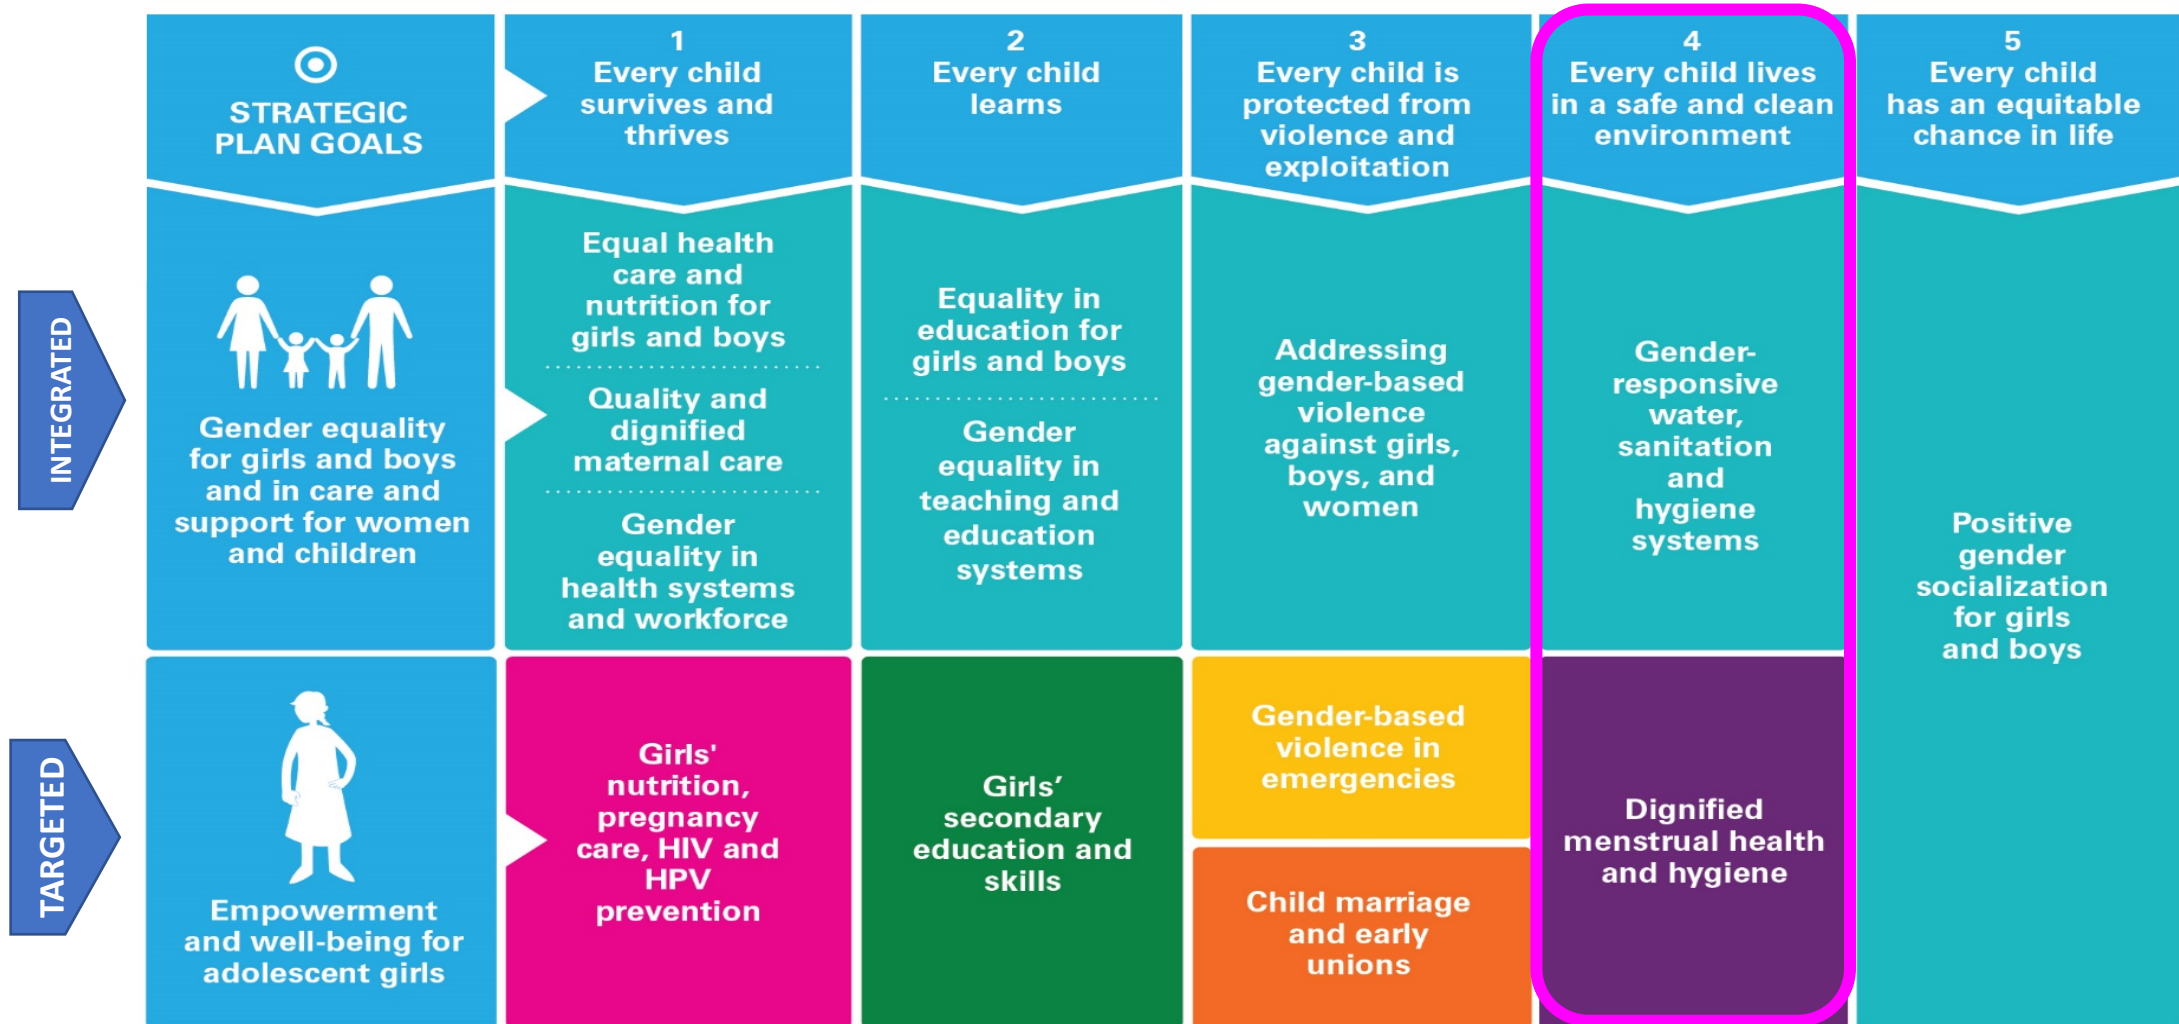 STRATEGIC
PLAN GOALS
1
Every child
survives and
thrives
2
Every child
learns
3
Every child is
protected from
violence and
exploitation
4
Every child lives
in a safe and clean
environment
5
Every child
has an equitable
chance in life
INTEGRATED
Gender equality
for girls and boys
and in care and
support for women
and children
Equal health
care and
nutrition for
girls and boys
Quality and
dignified
maternal care
Gender
equality in
health systems
and workforce
Equality in
education for
girls and boys
Gender
equality in
teaching and
education
systems
Addressing
gender-based
violence
against girls,
boys, and
women
Gender-
responsive
water,
sanitation
and
hygiene
systems
Positive
gender
socialization
for girls
and boys
TARGETED
Empowerment
and well-being for
adolescent girls
Girls'
nutrition,
pregnancy
care, HIV and
HPV
prevention
Girls’
secondary
education and
skills
Gender-based
violence in
emergencies
Child marriage
and early
unions
Dignified
menstrual health
and hygiene